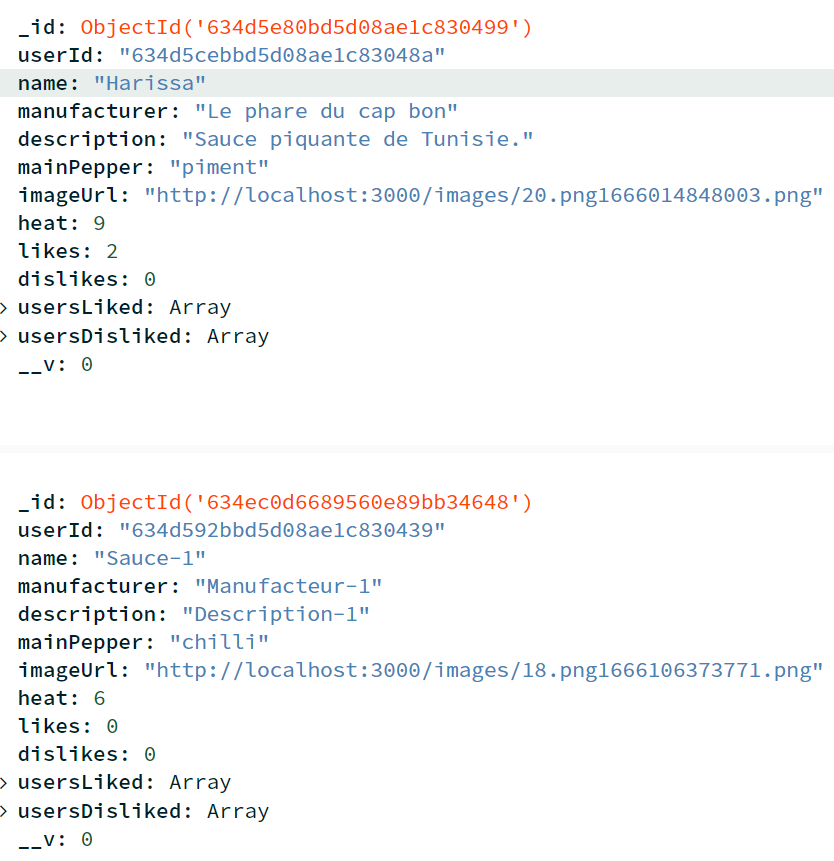 _id: ObjectId('634d5e80bd5d08ae1c830499')
userId: "634d5cebbd5d08ae1c83048a"
name: "Harissa"
manufacturer: "Le phare du cap bon"
description: "Sauce piquante de Tunisie."
mainPepper: "piment"
imageUrl: "http://localhost:3000/images/20.png1666014848003.png"
heat: 9
likes: 2
dislikes: 0
> usersLiked: Array
> usersDisliked: Array
__v: 0
_id: ObjectId('634ec0d6689560e89bb34648')
userId: "634d592bbd5d08ae1c830439"
name: "Sauce-1"
manufacturer: "Manufacteur-1"
description: "Description-1"
mainPepper: "chilli"
imageUrl: "http://localhost:3000/images/18.png1666106373771.png"
heat: 6
likes: 0
dislikes: 0
> usersLiked: Array
> usersDisliked: Array
__v: 0